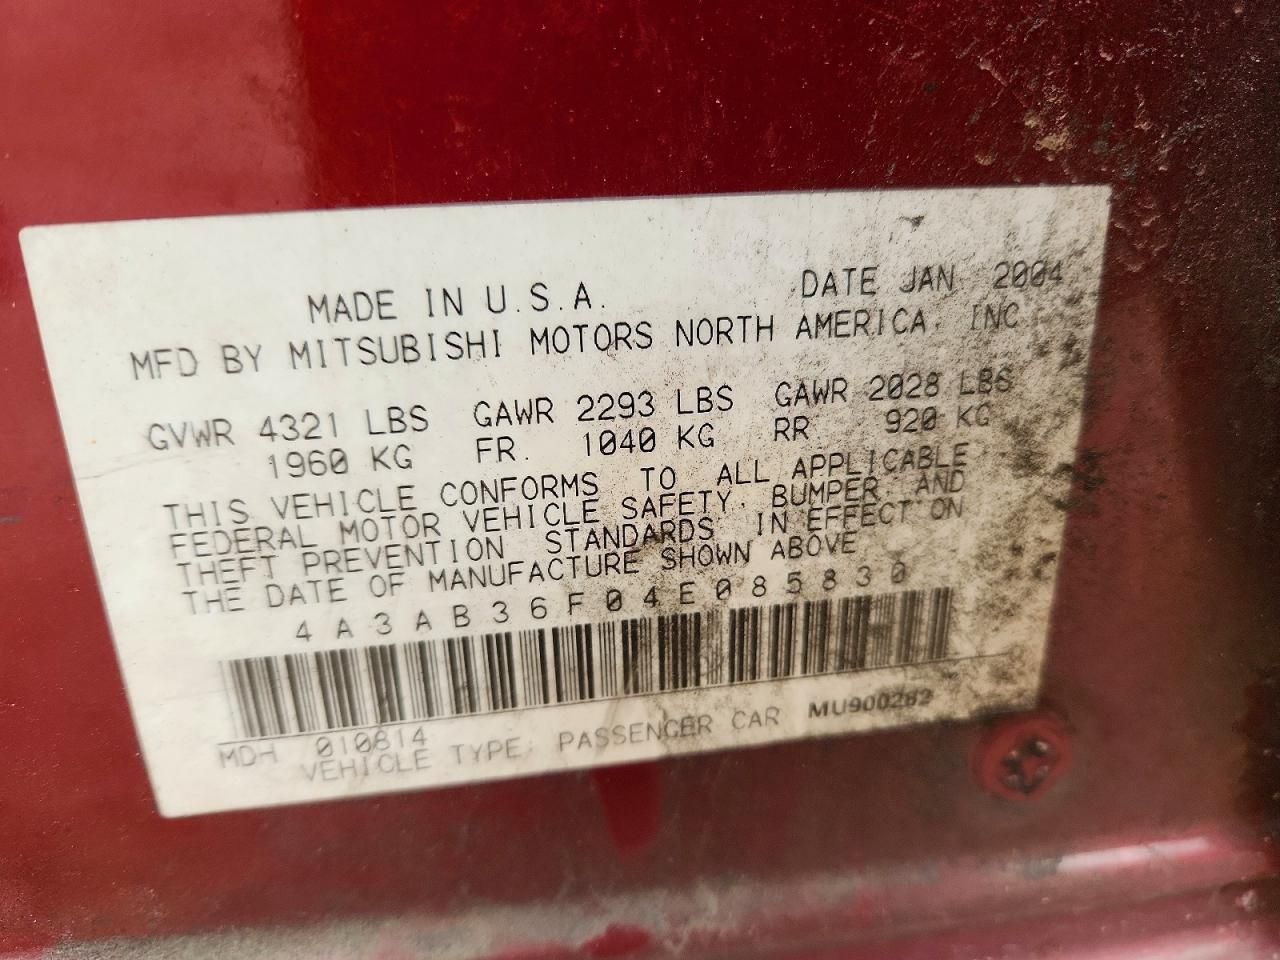 DATE JAN 2004
MADE IN U.S.A.
MFD BY MITSUBISHI MOTORS NORTH AMERICA, INC
GVWR 4321 LBS GAWR 2293 LBS GAWR 2028 LBS
1960 KG FR. 1040 KG RR 920 KG
THIS VEHICLE CONFORMS TO ALL APPLICABLE
FEDERAL MOTOR VEHICLE SAFETY, BUMPER, AND
THEFT PREVENTION STANDARDS IN EFFECT ON
THE DATE OF MANUFACTURE SHOWN ABOVE
4A3AB36F04E085830
MDH 010814
VEHICLE TYPE: PASSENGER CAR MU900282